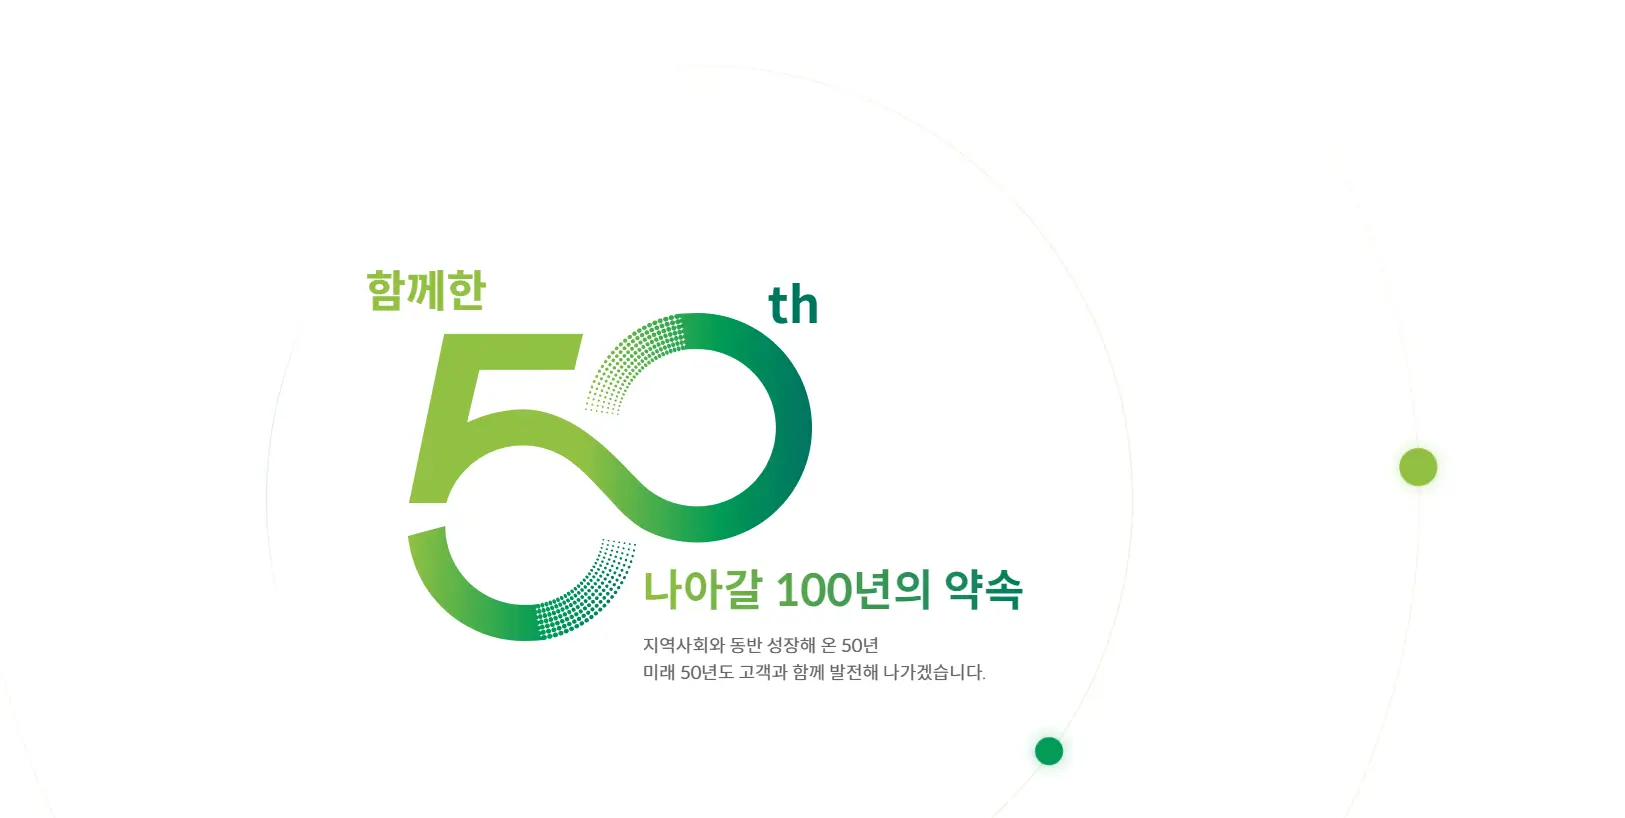 함께한
50th
나아갈 100년의 약속
지역사회와 동반 성장해 온 50년
미래 50년도 고객과 함께 발전해 나가겠습니다.